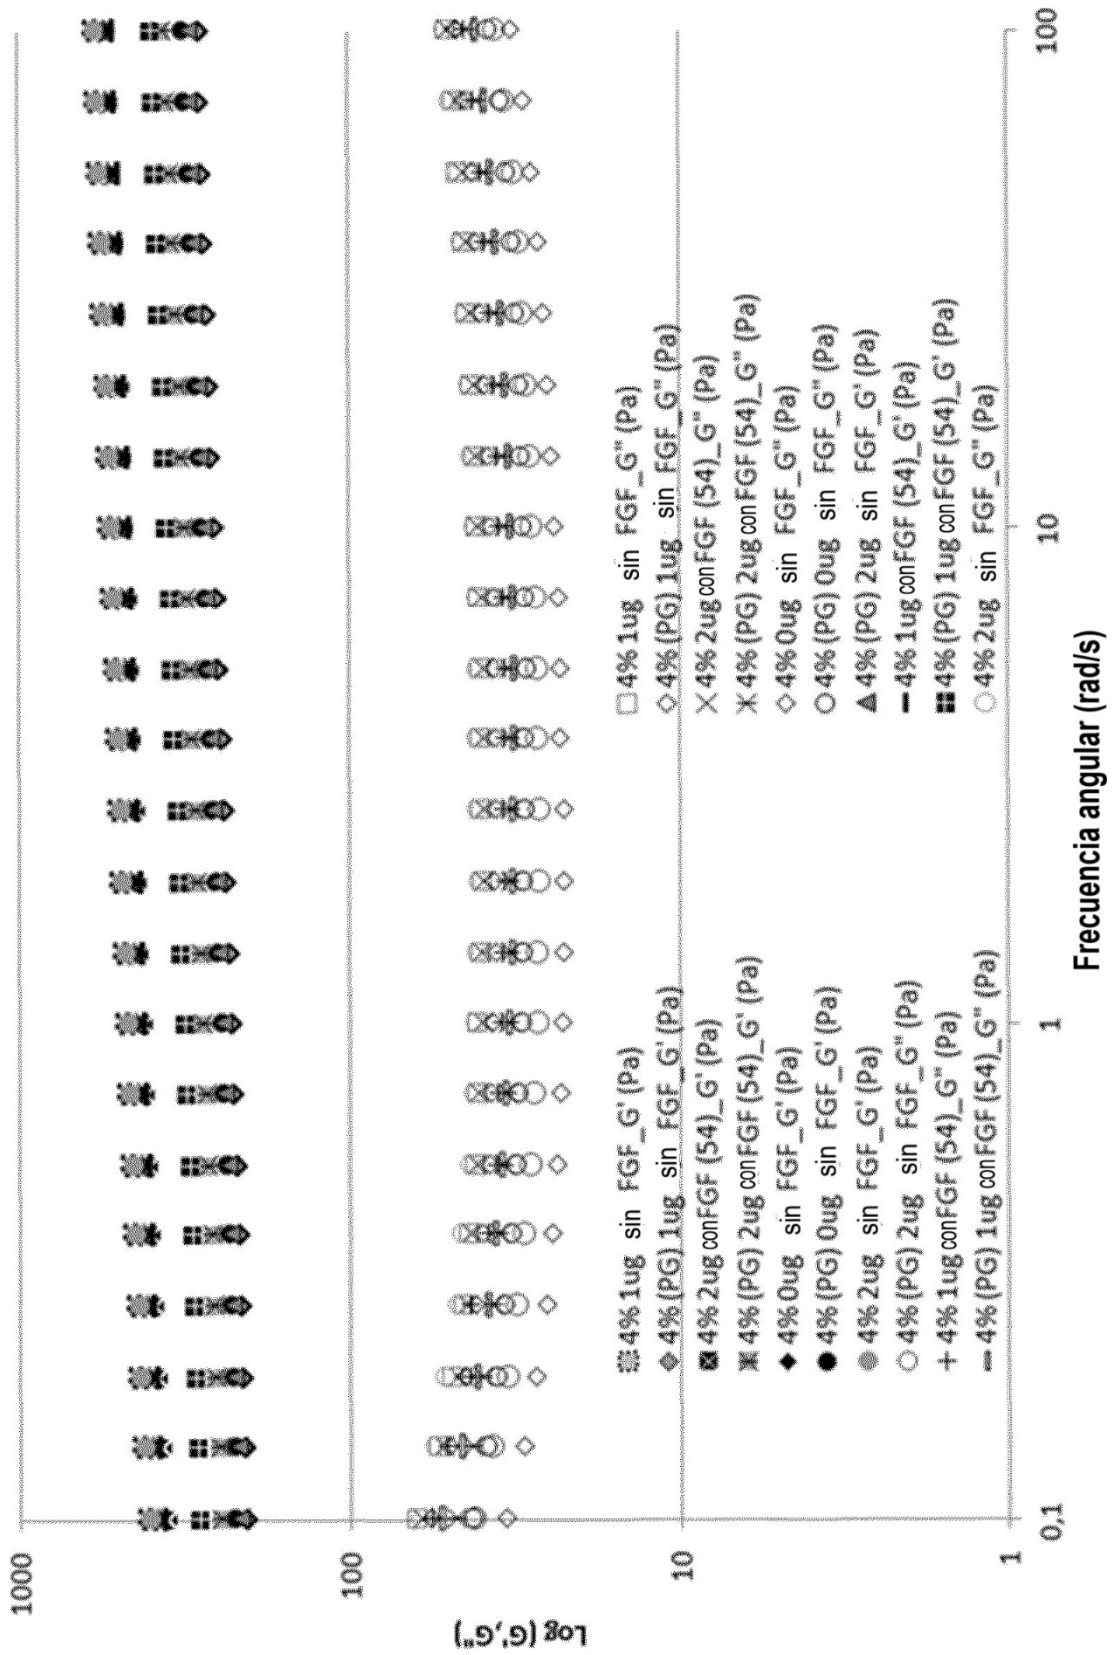 1000
100
10
1
Log (G',G'')
0,1
1
10
100
Frecuencia angular (rad/s)
4% 1ug sin FGF_G' (Pa)
4% (PG) 1ug sin FGF_G' (Pa)
4% 2ug con FGF (54)_G' (Pa)
4% (PG) 2ug con FGF (54)_G' (Pa)
4% 0ug sin FGF_G' (Pa)
4% (PG) 0ug sin FGF_G' (Pa)
4% 2ug sin FGF_G' (Pa)
4% (PG) 2ug sin FGF_G'' (Pa)
4% 1ug con FGF (54)_G'' (Pa)
4% (PG) 1ug con FGF (54)_G'' (Pa)
4% 1ug sin FGF_G'' (Pa)
4% (PG) 1ug sin FGF_G'' (Pa)
4% 2ug con FGF (54)_G'' (Pa)
4% (PG) 2ug con FGF (54)_G'' (Pa)
4% 0ug sin FGF_G'' (Pa)
4% (PG) 0ug sin FGF_G'' (Pa)
4% (PG) 2ug sin FGF_G' (Pa)
4% 1ug con FGF (54)_G' (Pa)
4% (PG) 1ug con FGF (54)_G' (Pa)
4% 2ug sin FGF_G'' (Pa)